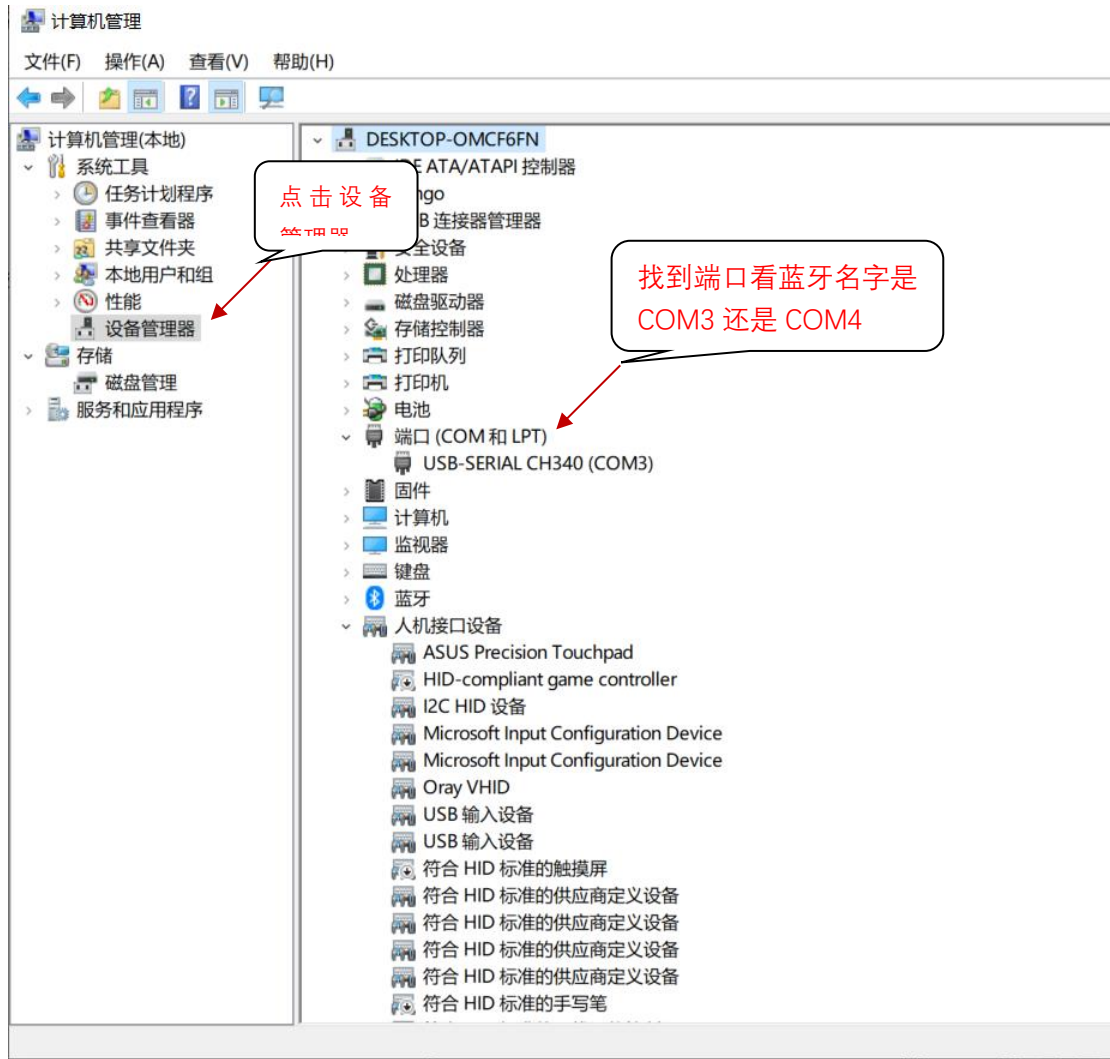 计算机管理
文件(F) 操作(A) 查看(V) 帮助(H)
计算机管理(本地)
系统工具
任务计划程序
事件查看器
共享文件夹
本地用户和组
性能
设备管理器
存储
磁盘管理
服务和应用程序
点击设备
管理器
找到端口看蓝牙名字是
COM3 还是 COM4
DESKTOP-OMCF6FN
ATA/ATAPI 控制器
连接器管理器
安全设备
处理器
磁盘驱动器
存储控制器
打印队列
打印机
电池
端口 (COM 和 LPT)
USB-SERIAL CH340 (COM3)
固件
计算机
监视器
键盘
蓝牙
人机接口设备
ASUS Precision Touchpad
HID-compliant game controller
I2C HID 设备
Microsoft Input Configuration Device
Microsoft Input Configuration Device
Oray VHID
USB 输入设备
USB 输入设备
符合 HID 标准的触摸屏
符合 HID 标准的供应商定义设备
符合 HID 标准的供应商定义设备
符合 HID 标准的供应商定义设备
符合 HID 标准的供应商定义设备
符合 HID 标准的手写笔